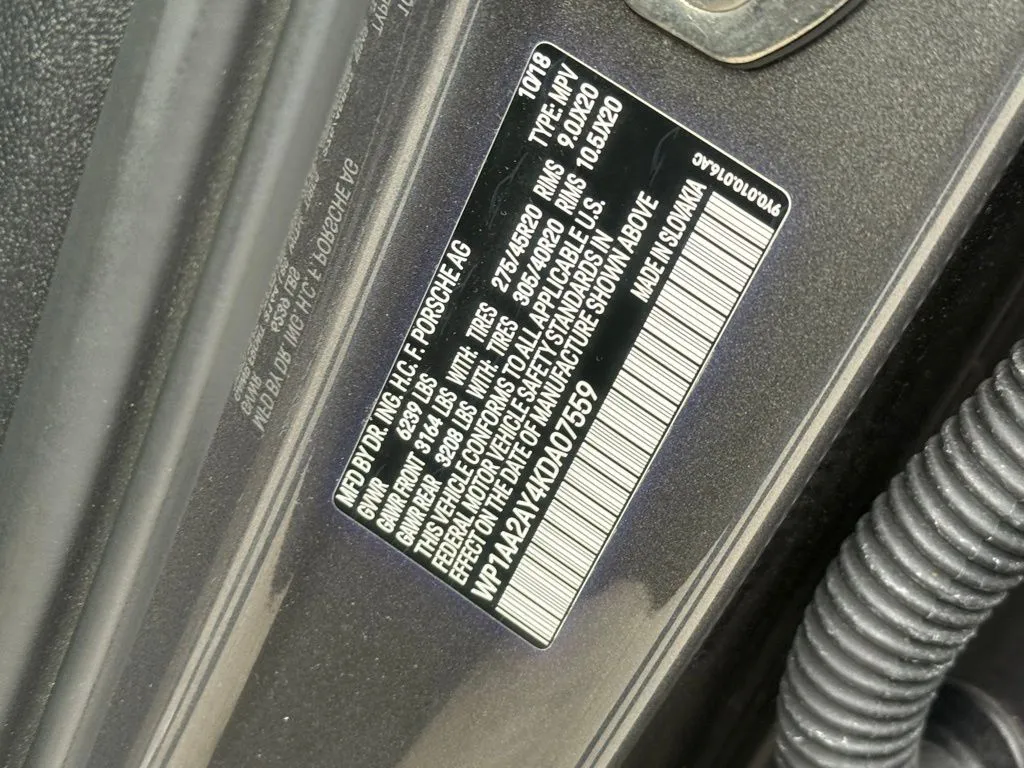 MFD BY DR. ING. H.C. F. PORSCHE AG 10/18
GVWR 6239 LBS TYPE: MPV
GAWR FRONT 3164 LBS WITH: TIRES 275/45R20 RIMS 9.0JX20
GAWR REAR 3208 LBS WITH: TIRES 305/40R20 RIMS 10.5JX20
THIS VEHICLE CONFORMS TO ALL APPLICABLE U.S.
FEDERAL MOTOR VEHICLE SAFETY STANDARDS IN
EFFECT ON THE DATE OF MANUFACTURE SHOWN ABOVE
WP1AA2AY4KDA07559 MADE IN SLOVAKIA
9Y0.010.016.AC